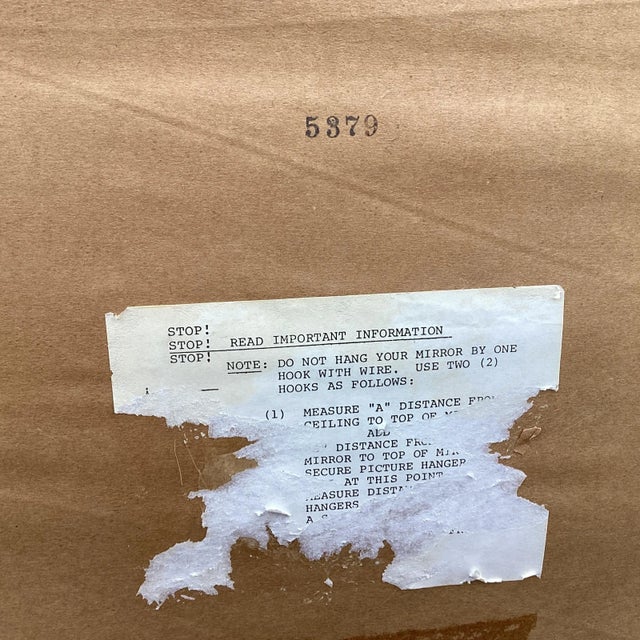 5379
STOP!
STOP! READ IMPORTANT INFORMATION
STOP!
NOTE: DO NOT HANG YOUR MIRROR BY ONE
HOOK WITH WIRE. USE TWO (2)
HOOKS AS FOLLOWS:
(1) MEASURE "A" DISTANCE FROM
CEILING TO TOP OF
ADD
DISTANCE
MIRROR TO TOP OF
SECURE PICTURE HANGER
AT THIS POINT
HANGERS
A